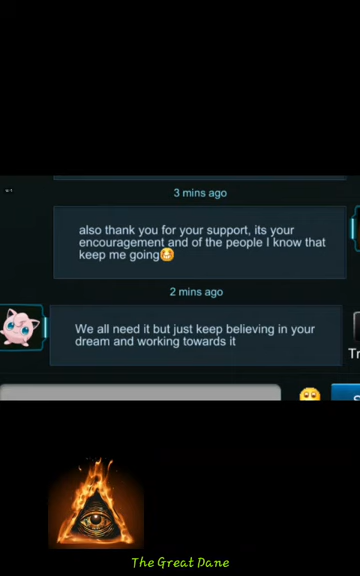 3 mins ago
also thank you for your support, its your
encouragement and of the people I know that
keep me going
2 mins ago
We all need it but just keep believing in your
dream and working towards it
Tr
S
The Great Dane